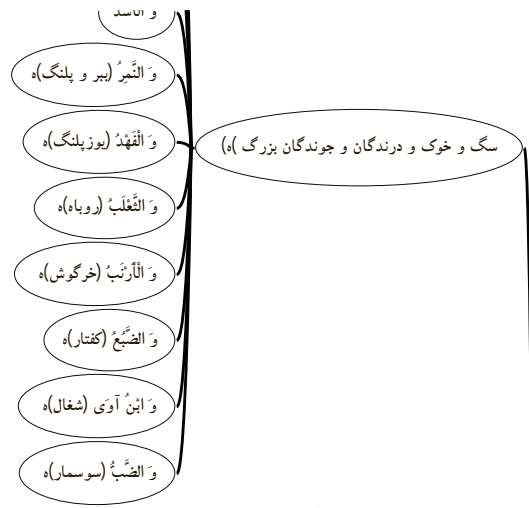 و الأسد
وَ النَّمِرُ (ببر و پلنگ)ه
وَ الْفَهْدُ (یوزپلنگ)ه
سگ و خوک و درندگان و جوندگان بزرگ )ه)
وَ الثَّعْلَبُ (روباه)ه
وَ الْأَرْنَبُ (خرگوش)ه
وَ الضَّبُعُ (کفتار)ه
وَ ابْنُ آوَی (شغال)ه
وَ الضَّبُّ (سوسمار)ه